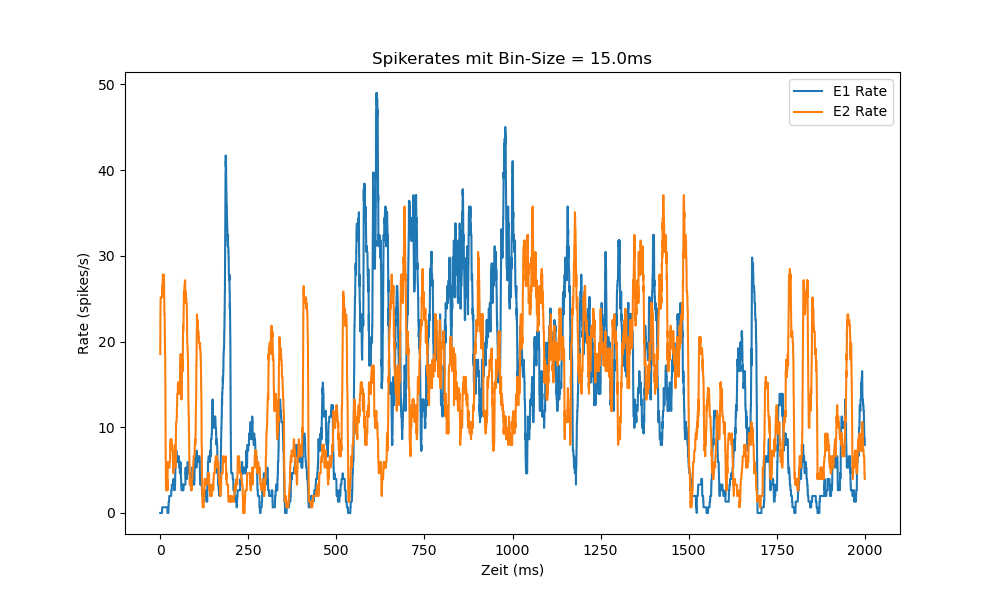 Spikerates mit Bin-Size = 15.0ms
E1 Rate
E2 Rate
50
40
30
20
10
0
Rate (spikes/s)
0 250 500 750 1000 1250 1500 1750 2000
Zeit (ms)